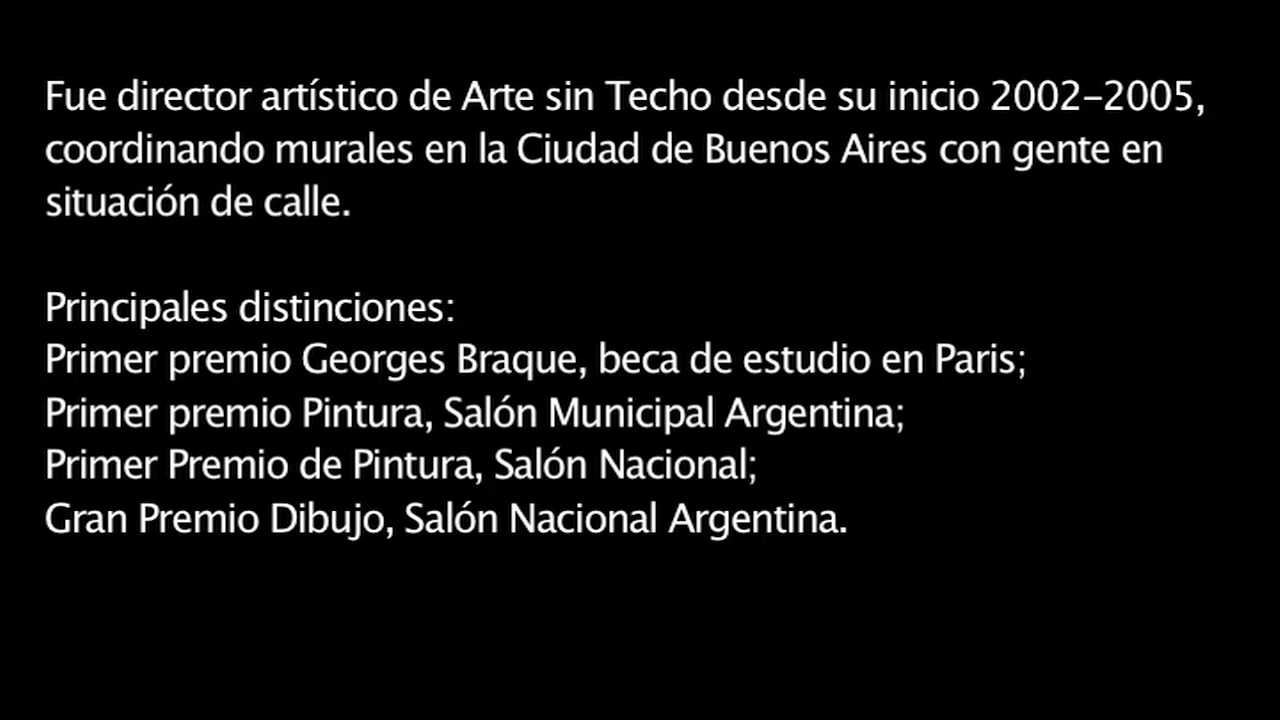 Fue director artístico de Arte sin Techo desde su inicio 2002–2005,
coordinando murales en la Ciudad de Buenos Aires con gente en
situación de calle.
Principales distinciones:
Primer premio Georges Braque, beca de estudio en Paris;
Primer premio Pintura, Salón Municipal Argentina;
Primer Premio de Pintura, Salón Nacional;
Gran Premio Dibujo, Salón Nacional Argentina.